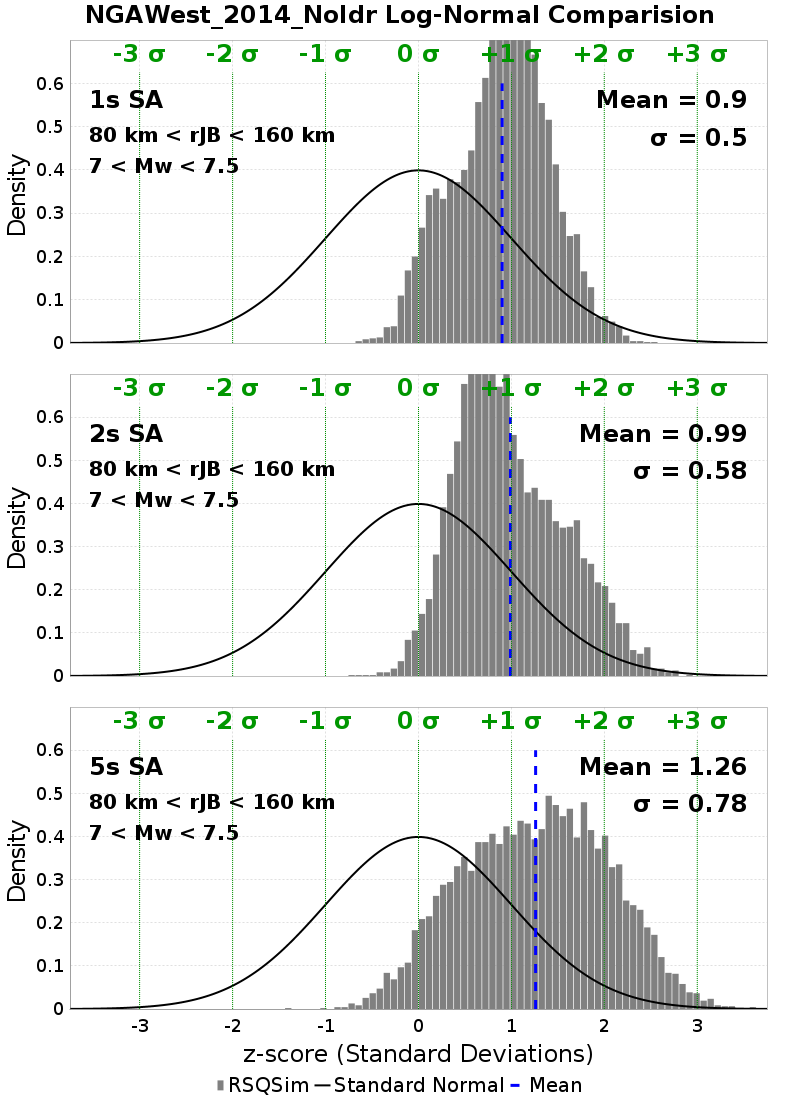 NGAWest_2014_NoIdr Log-Normal Comparision
-3 σ -2 σ -1 σ 0 σ +1 σ +2 σ +3 σ
1s SA
Mean = 0.9
80 km < rJB < 160 km
σ = 0.5
7 < Mw < 7.5
Density
0.6
0.5
0.4
0.3
0.2
0.1
0
-3 σ -2 σ -1 σ 0 σ +1 σ +2 σ +3 σ
2s SA
Mean = 0.99
80 km < rJB < 160 km
σ = 0.58
7 < Mw < 7.5
Density
0.6
0.5
0.4
0.3
0.2
0.1
0
-3 σ -2 σ -1 σ 0 σ +1 σ +2 σ +3 σ
5s SA
Mean = 1.26
80 km < rJB < 160 km
σ = 0.78
7 < Mw < 7.5
Density
0.6
0.5
0.4
0.3
0.2
0.1
0
-3 -2 -1 0 1 2 3
z-score (Standard Deviations)
RSQSim Standard Normal Mean